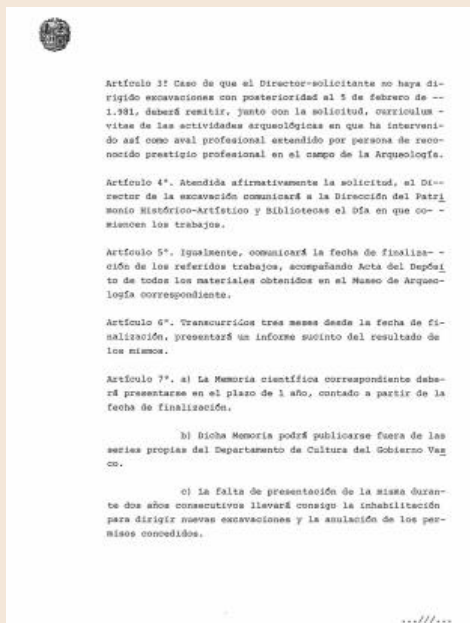 Artículo 3º Caso de que el Director-solicitante no haya di-
rigido excavaciones con posterioridad al 5 de febrero de --
1.981, deberá remitir, junto con la solicitud, curriculum -
vitae de las actividades arqueológicas en que ha interveni-
do así como aval profesional extendido por persona de reco-
nocido prestigio profesional en el campo de la Arqueología.
Artículo 4º. Atendida afirmativamente la solicitud, el Di--
rector de la excavación comunicará a la Dirección del Patri
monio Histórico-Artístico y Bibliotecas el Día en que co- -
miencen los trabajos.
Artículo 5º. Igualmente, comunicará la fecha de finaliza- -
ción de los referidos trabajos, acompañando Acta del Depósi
to de todos los materiales obtenidos en el Museo de Arqueo-
logía correspondiente.
Artículo 6º. Transcurridos tres meses desde la fecha de fi-
nalización, presentará un informe sucinto del resultado de
los mismos.
Artículo 7º. a) La Memoria científica correspondiente debe-
rá presentarse en el plazo de 1 año, contado a partir de la
fecha de finalización.
b) Dicha Memoria podrá publicarse fuera de las
series propias del Departamento de Cultura del Gobierno Vas
co.
c) La falta de presentación de la misma duran-
te dos años consecutivos llevará consigo la inhabilitación
para dirigir nuevas excavaciones y la anulación de los per-
misos concedidos.
...///...